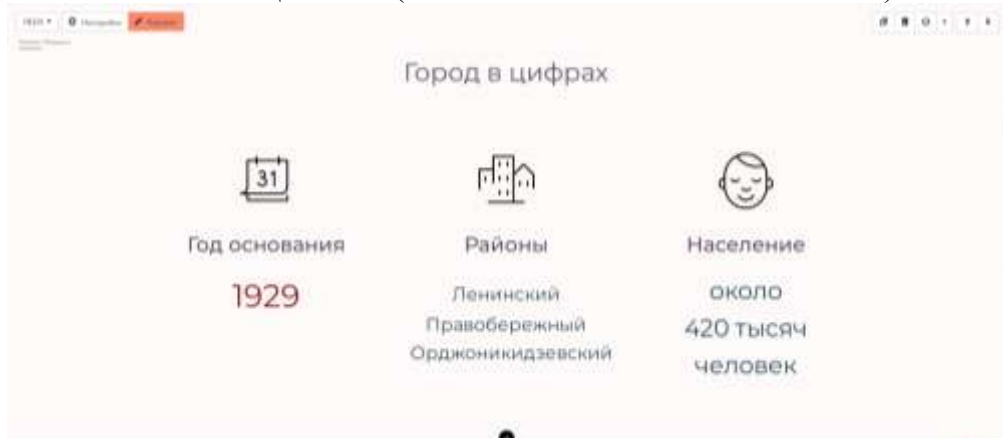 Город в цифрах
31
Год основания
Районы
Население
1929
Ленинский
Правобережный
Орджоникидзевский
около
420 тысяч
человек